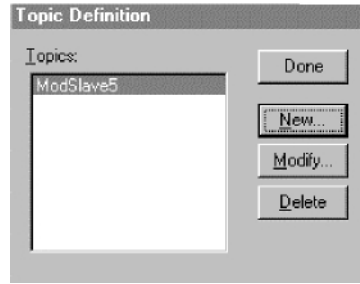 Topic Definition
Topics:
ModSlave5
Done
New...
Modify...
Delete